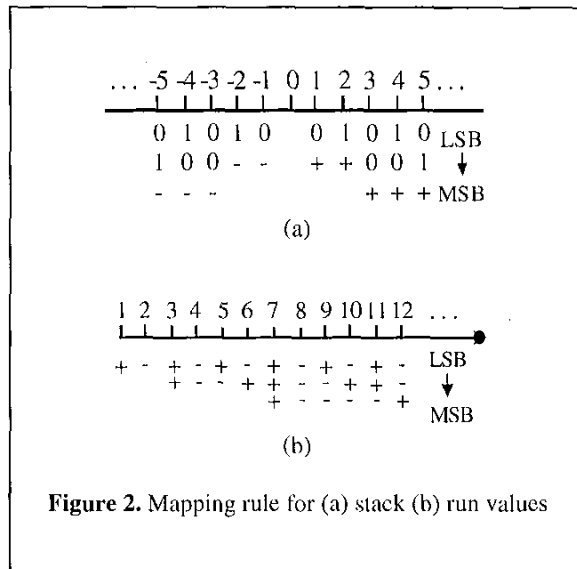 ... -5 -4 -3 -2 -1 0 1 2 3 4 5 ...
0 1 0 1 0 0 1 0 1 0 LSB
1 0 0 - - + + 0 0 1 ↓
- - - + + + MSB
(a)
1 2 3 4 5 6 7 8 9 10 11 12 ...
+ - + - + - + - + - + - LSB
+ - - + + - - + + - ↓
+ - - - - + MSB
(b)
Figure 2. Mapping rule for (a) stack (b) run values